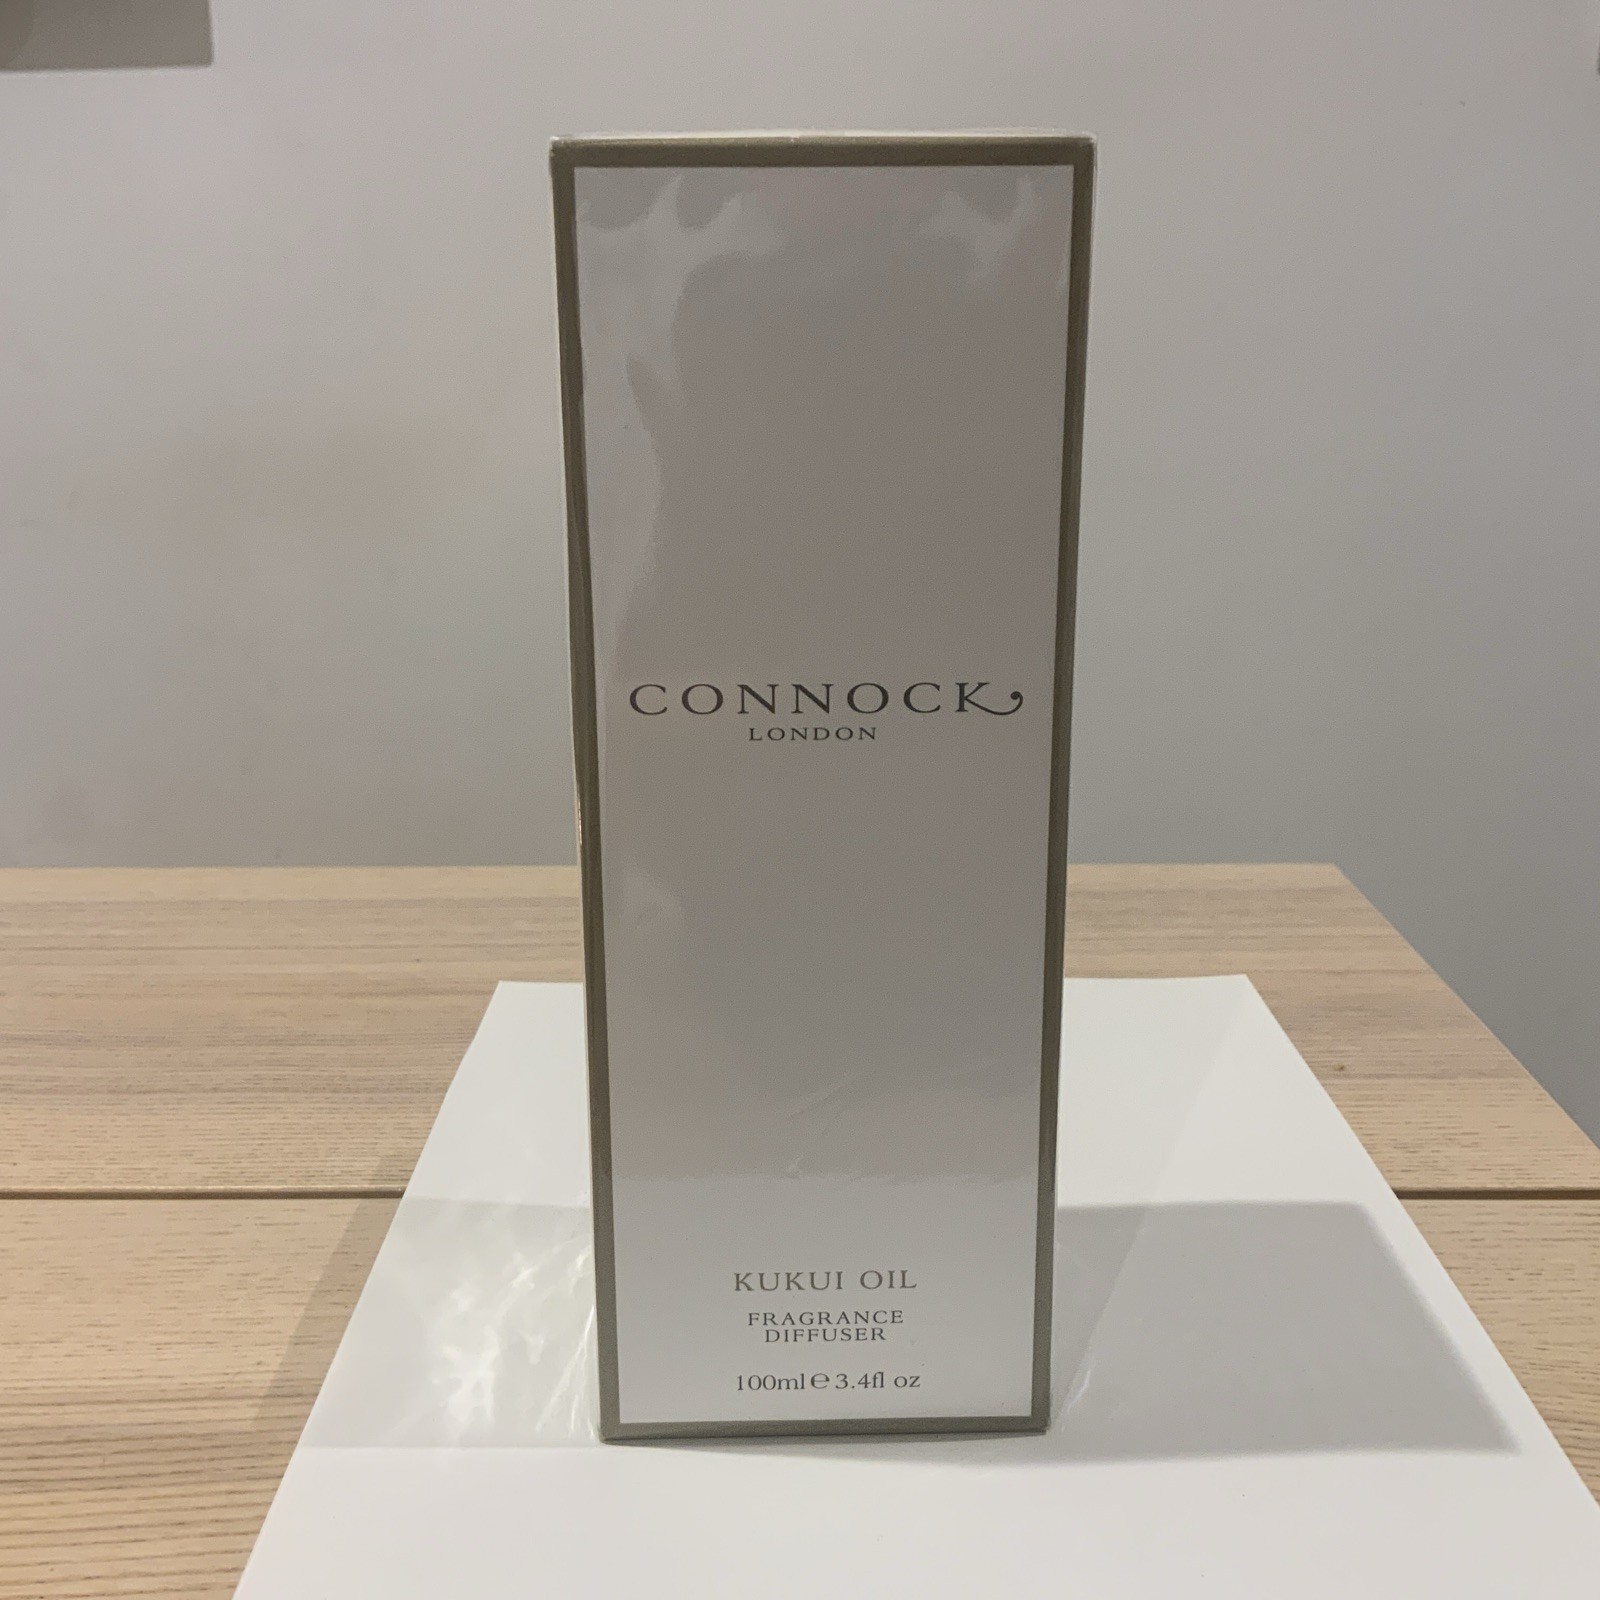 CONNOCK
LONDON
KUKUI OIL
FRAGRANCE
DIFFUSER
100ml℮3.4fl oz